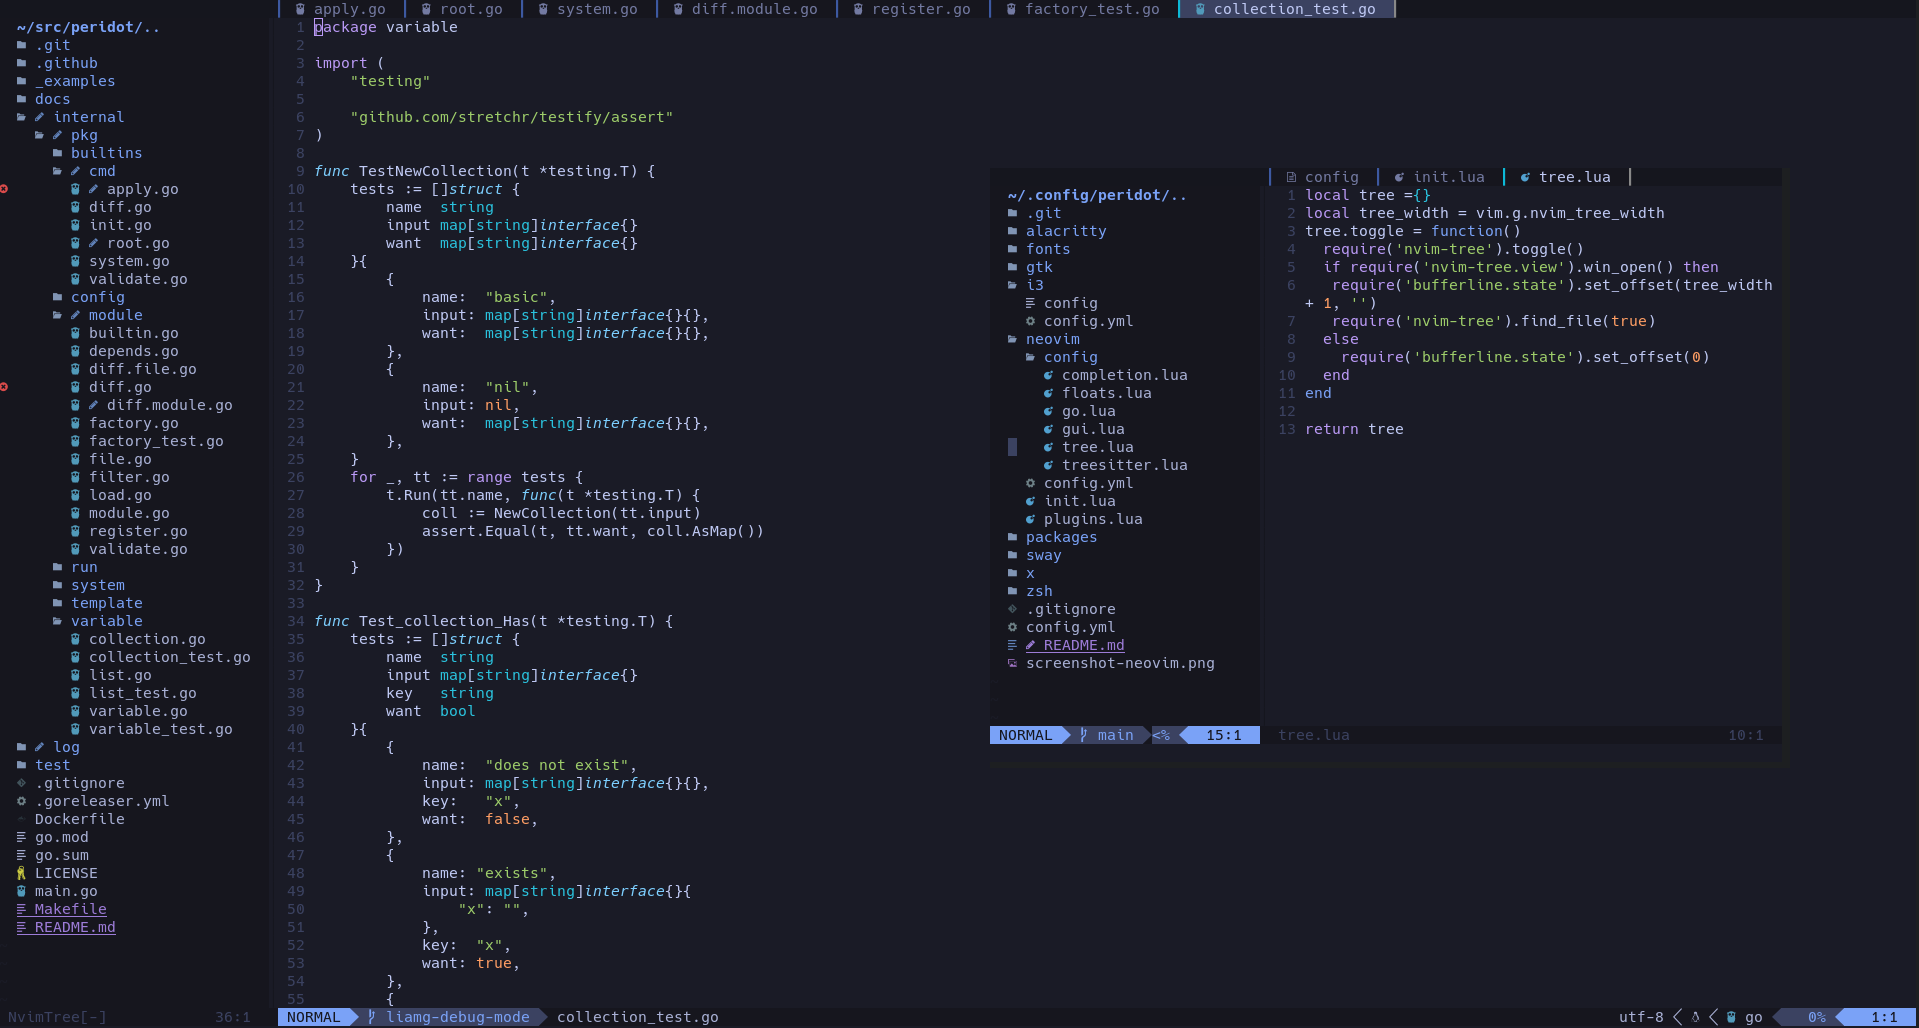 apply.go root.go system.go diff.module.go register.go factory_test.go collection_test.go
~/src/peridot/..
.git
.github
_examples
docs
internal
pkg
builtins
cmd
apply.go
diff.go
init.go
root.go
system.go
validate.go
config
module
builtin.go
depends.go
diff.file.go
diff.go
diff.module.go
factory.go
factory_test.go
file.go
filter.go
load.go
module.go
register.go
validate.go
run
system
template
variable
collection.go
collection_test.go
list.go
list_test.go
variable.go
variable_test.go
log
test
.gitignore
.goreleaser.yml
Dockerfile
go.mod
go.sum
LICENSE
main.go
Makefile
README.md
NvimTree[-] 36:1
1 package variable
2
3 import (
4     "testing"
5
6     "github.com/stretchr/testify/assert"
7 )
8
9 func TestNewCollection(t *testing.T) {
10     tests := []struct {
11         name  string
12         input map[string]interface{}
13         want  map[string]interface{}
14     }{
15         {
16             name:  "basic",
17             input: map[string]interface{}{},
18             want:  map[string]interface{}{},
19         },
20         {
21             name:  "nil",
22             input: nil,
23             want:  map[string]interface{}{},
24         },
25     }
26     for _, tt := range tests {
27         t.Run(tt.name, func(t *testing.T) {
28             coll := NewCollection(tt.input)
29             assert.Equal(t, tt.want, coll.AsMap())
30         })
31     }
32 }
33
34 func Test_collection_Has(t *testing.T) {
35     tests := []struct {
36         name  string
37         input map[string]interface{}
38         key   string
39         want  bool
40     }{
41         {
42             name:  "does not exist",
43             input: map[string]interface{}{},
44             key:   "x",
45             want:  false,
46         },
47         {
48             name: "exists",
49             input: map[string]interface{}{
50                 "x": "",
51             },
52             key:  "x",
53             want: true,
54         },
55         {
NORMAL liamg-debug-mode collection_test.go utf-8 go 0% 1:1
config init.lua tree.lua
~/.config/peridot/..
.git
alacritty
fonts
gtk
i3
config
config.yml
neovim
config
completion.lua
floats.lua
go.lua
gui.lua
tree.lua
treesitter.lua
config.yml
init.lua
plugins.lua
packages
sway
x
zsh
.gitignore
config.yml
README.md
screenshot-neovim.png
1 local tree ={}
2 local tree_width = vim.g.nvim_tree_width
3 tree.toggle = function()
4   require('nvim-tree').toggle()
5   if require('nvim-tree.view').win_open() then
6    require('bufferline.state').set_offset(tree_width
+ 1, '')
7    require('nvim-tree').find_file(true)
8   else
9     require('bufferline.state').set_offset(0)
10   end
11 end
12
13 return tree
NORMAL main <% 15:1 tree.lua 10:1